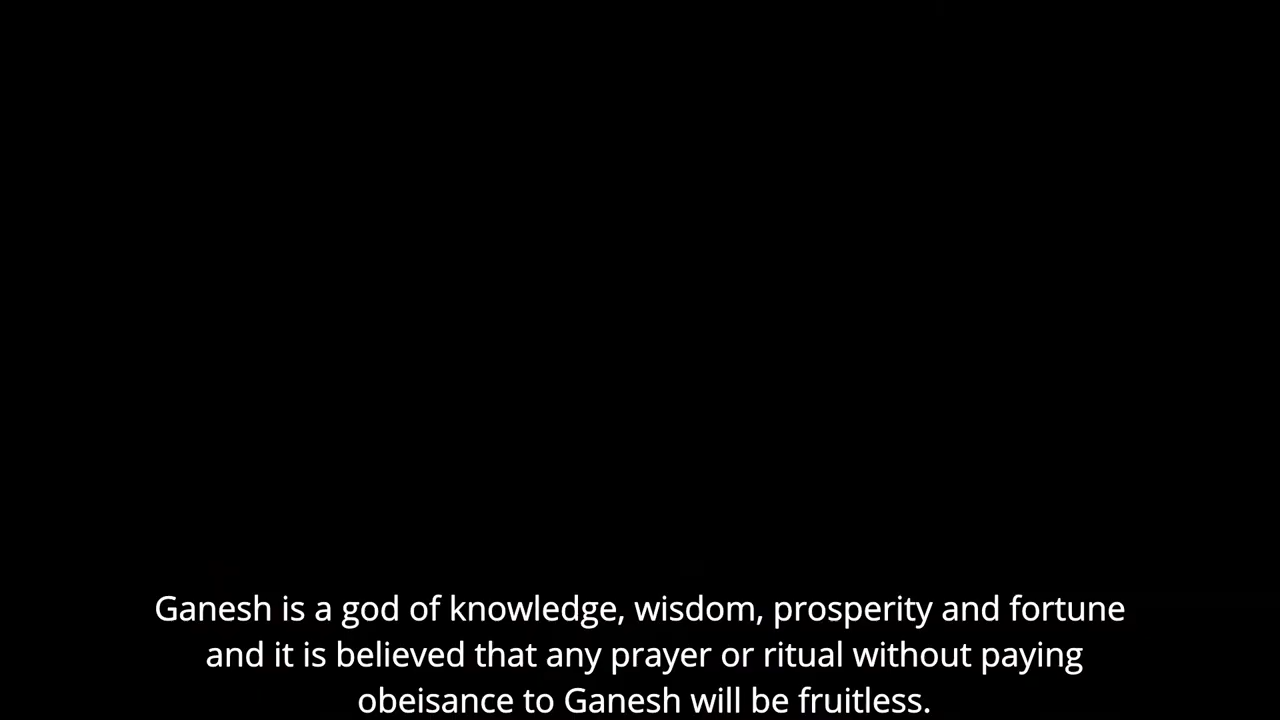 Ganesh is a god of knowledge, wisdom, prosperity and fortune
and it is believed that any prayer or ritual without paying
obeisance to Ganesh will be fruitless.